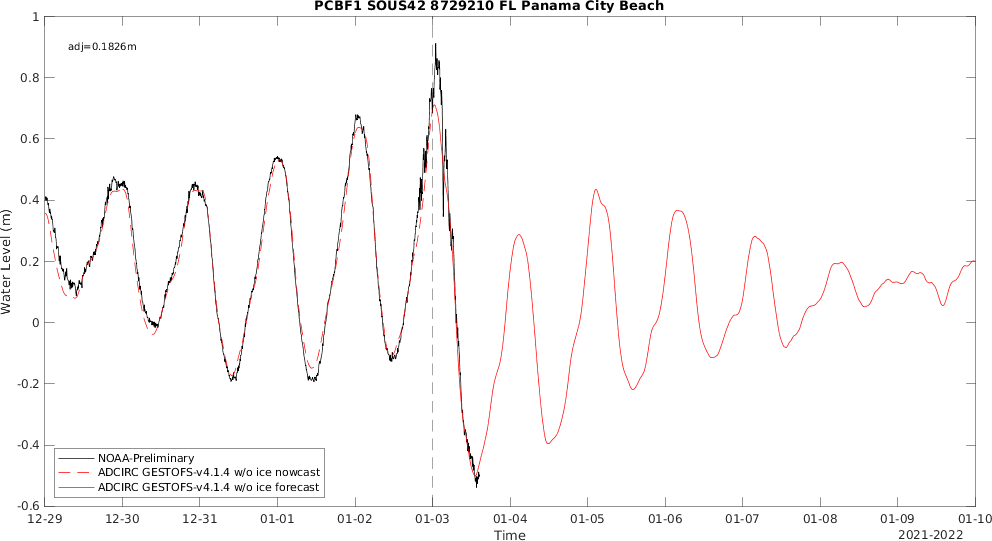 PCBF1 SOUS42 8729210 FL Panama City Beach
adj=0.1826m
1
0.8
0.6
0.4
0.2
0
-0.2
-0.4
-0.6
Water Level (m)
NOAA-Preliminary
ADCIRC GESTOFS-v4.1.4 w/o ice nowcast
ADCIRC GESTOFS-v4.1.4 w/o ice forecast
12-29 12-30 12-31 01-01 01-02 01-03 01-04 01-05 01-06 01-07 01-08 01-09 01-10
Time
2021-2022